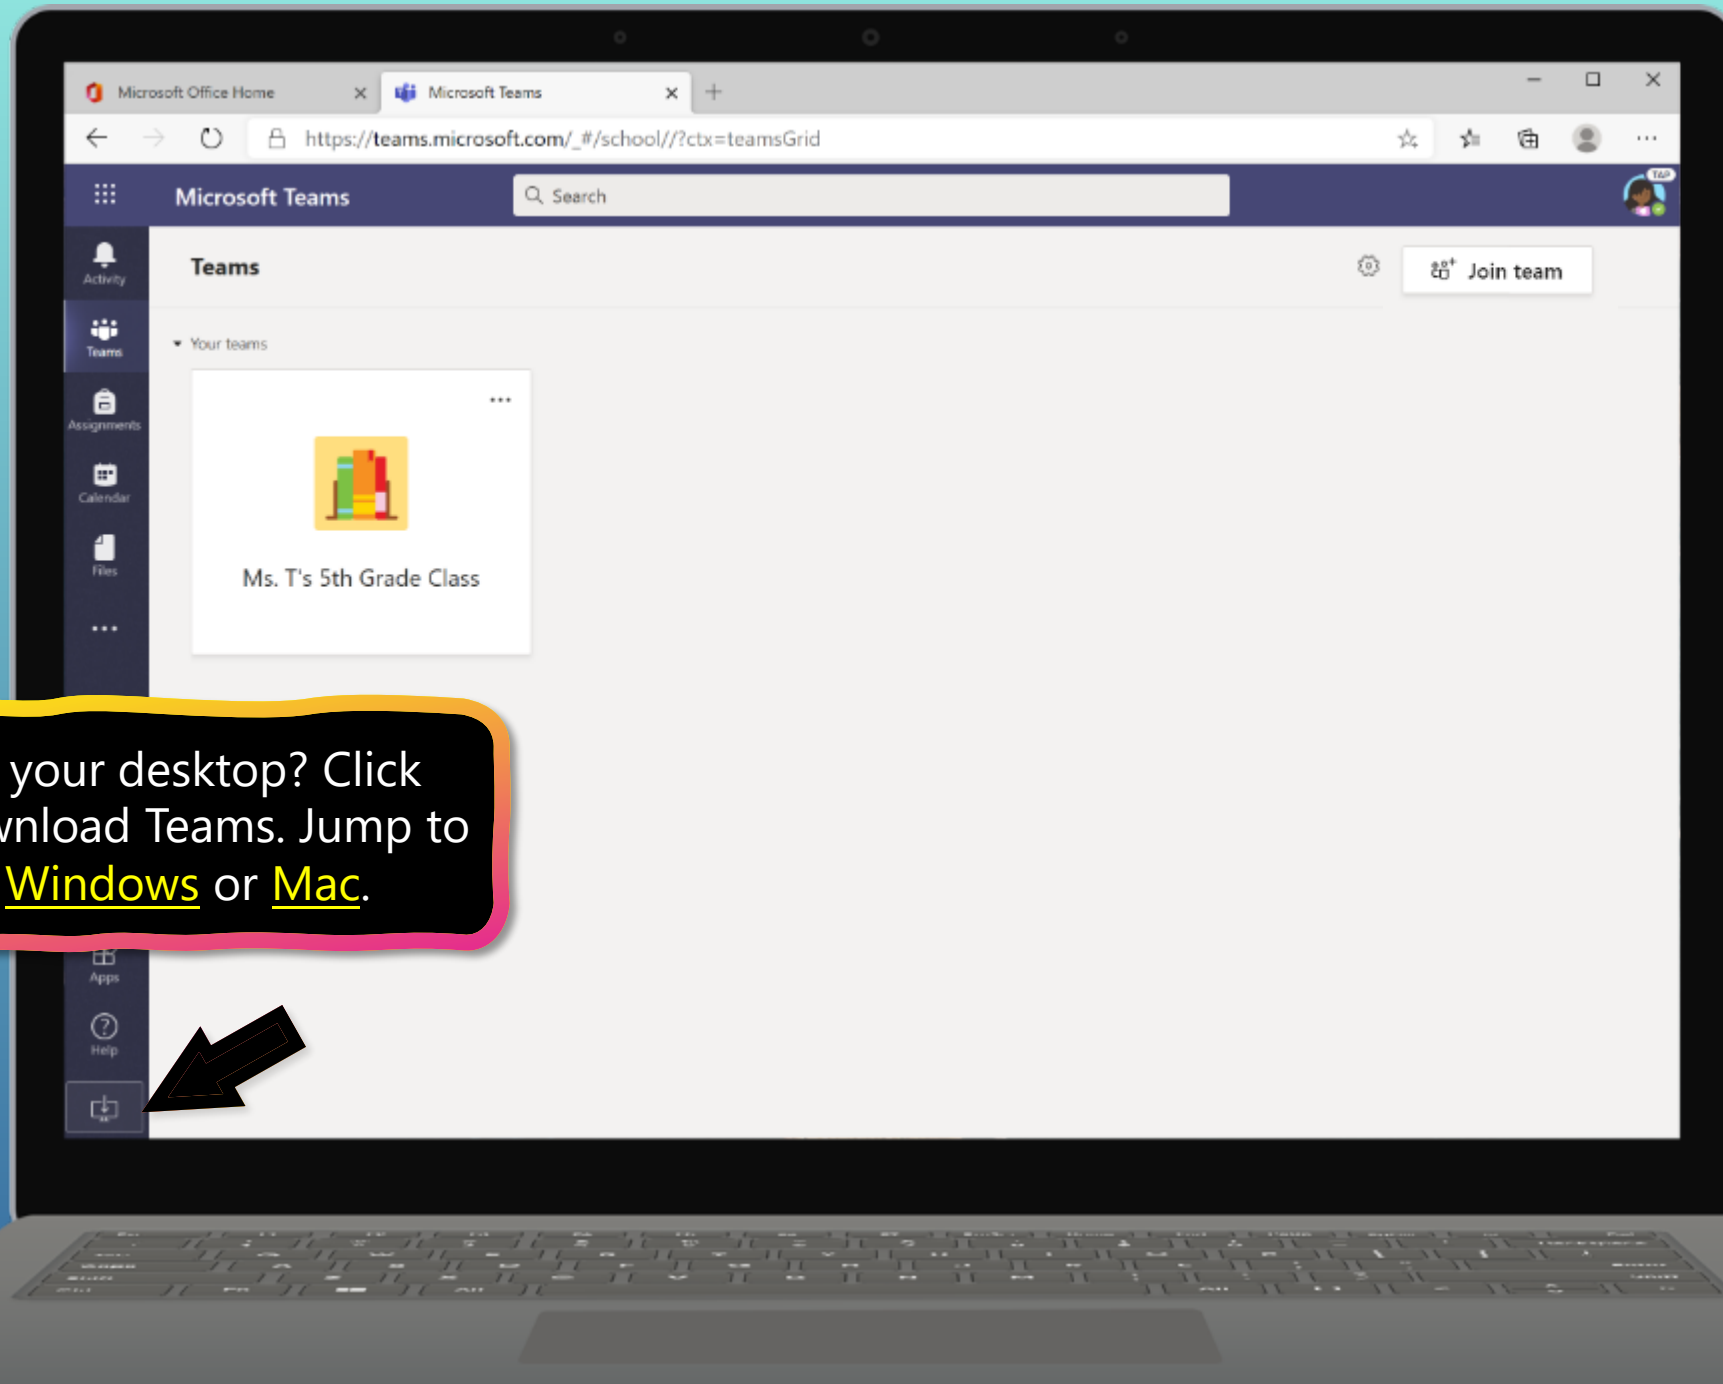 Microsoft Office Home
Microsoft Teams
https://teams.microsoft.com/_#/school//?ctx=teamsGrid
Microsoft Teams
Search
TAP
Activity
Teams
Join team
Teams
Your teams
Assignments
Calendar
Files
Ms. T's 5th Grade Class
your desktop? Click
wnload Teams. Jump to
Windows or Mac.
Apps
Help